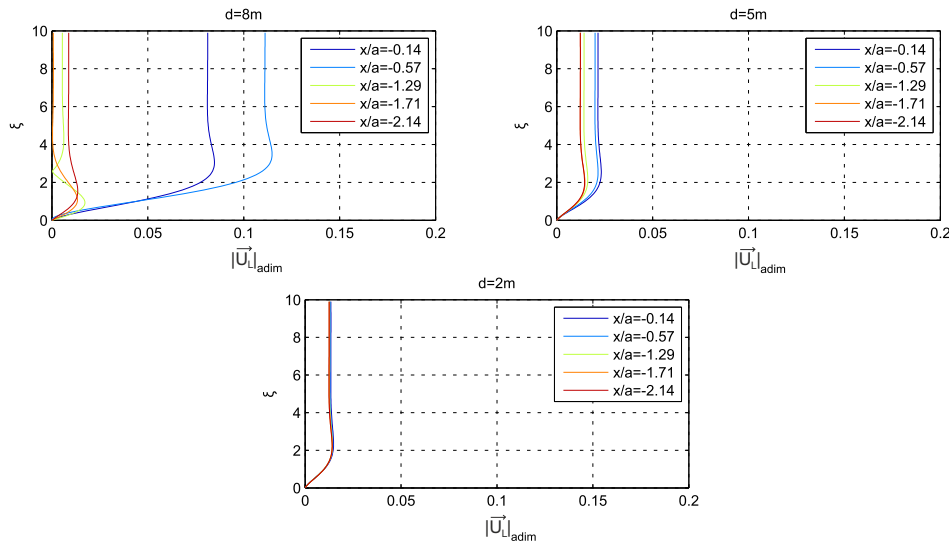 d=8m
10
8
6
4
2
0
ξ
0
0.05
0.1
0.15
0.2
|U_L|adim
x/a=-0.14
x/a=-0.57
x/a=-1.29
x/a=-1.71
x/a=-2.14
d=5m
10
8
6
4
2
0
ξ
0
0.05
0.1
0.15
0.2
|U_L|adim
x/a=-0.14
x/a=-0.57
x/a=-1.29
x/a=-1.71
x/a=-2.14
d=2m
10
8
6
4
2
0
ξ
0
0.05
0.1
0.15
0.2
|U_L|adim
x/a=-0.14
x/a=-0.57
x/a=-1.29
x/a=-1.71
x/a=-2.14